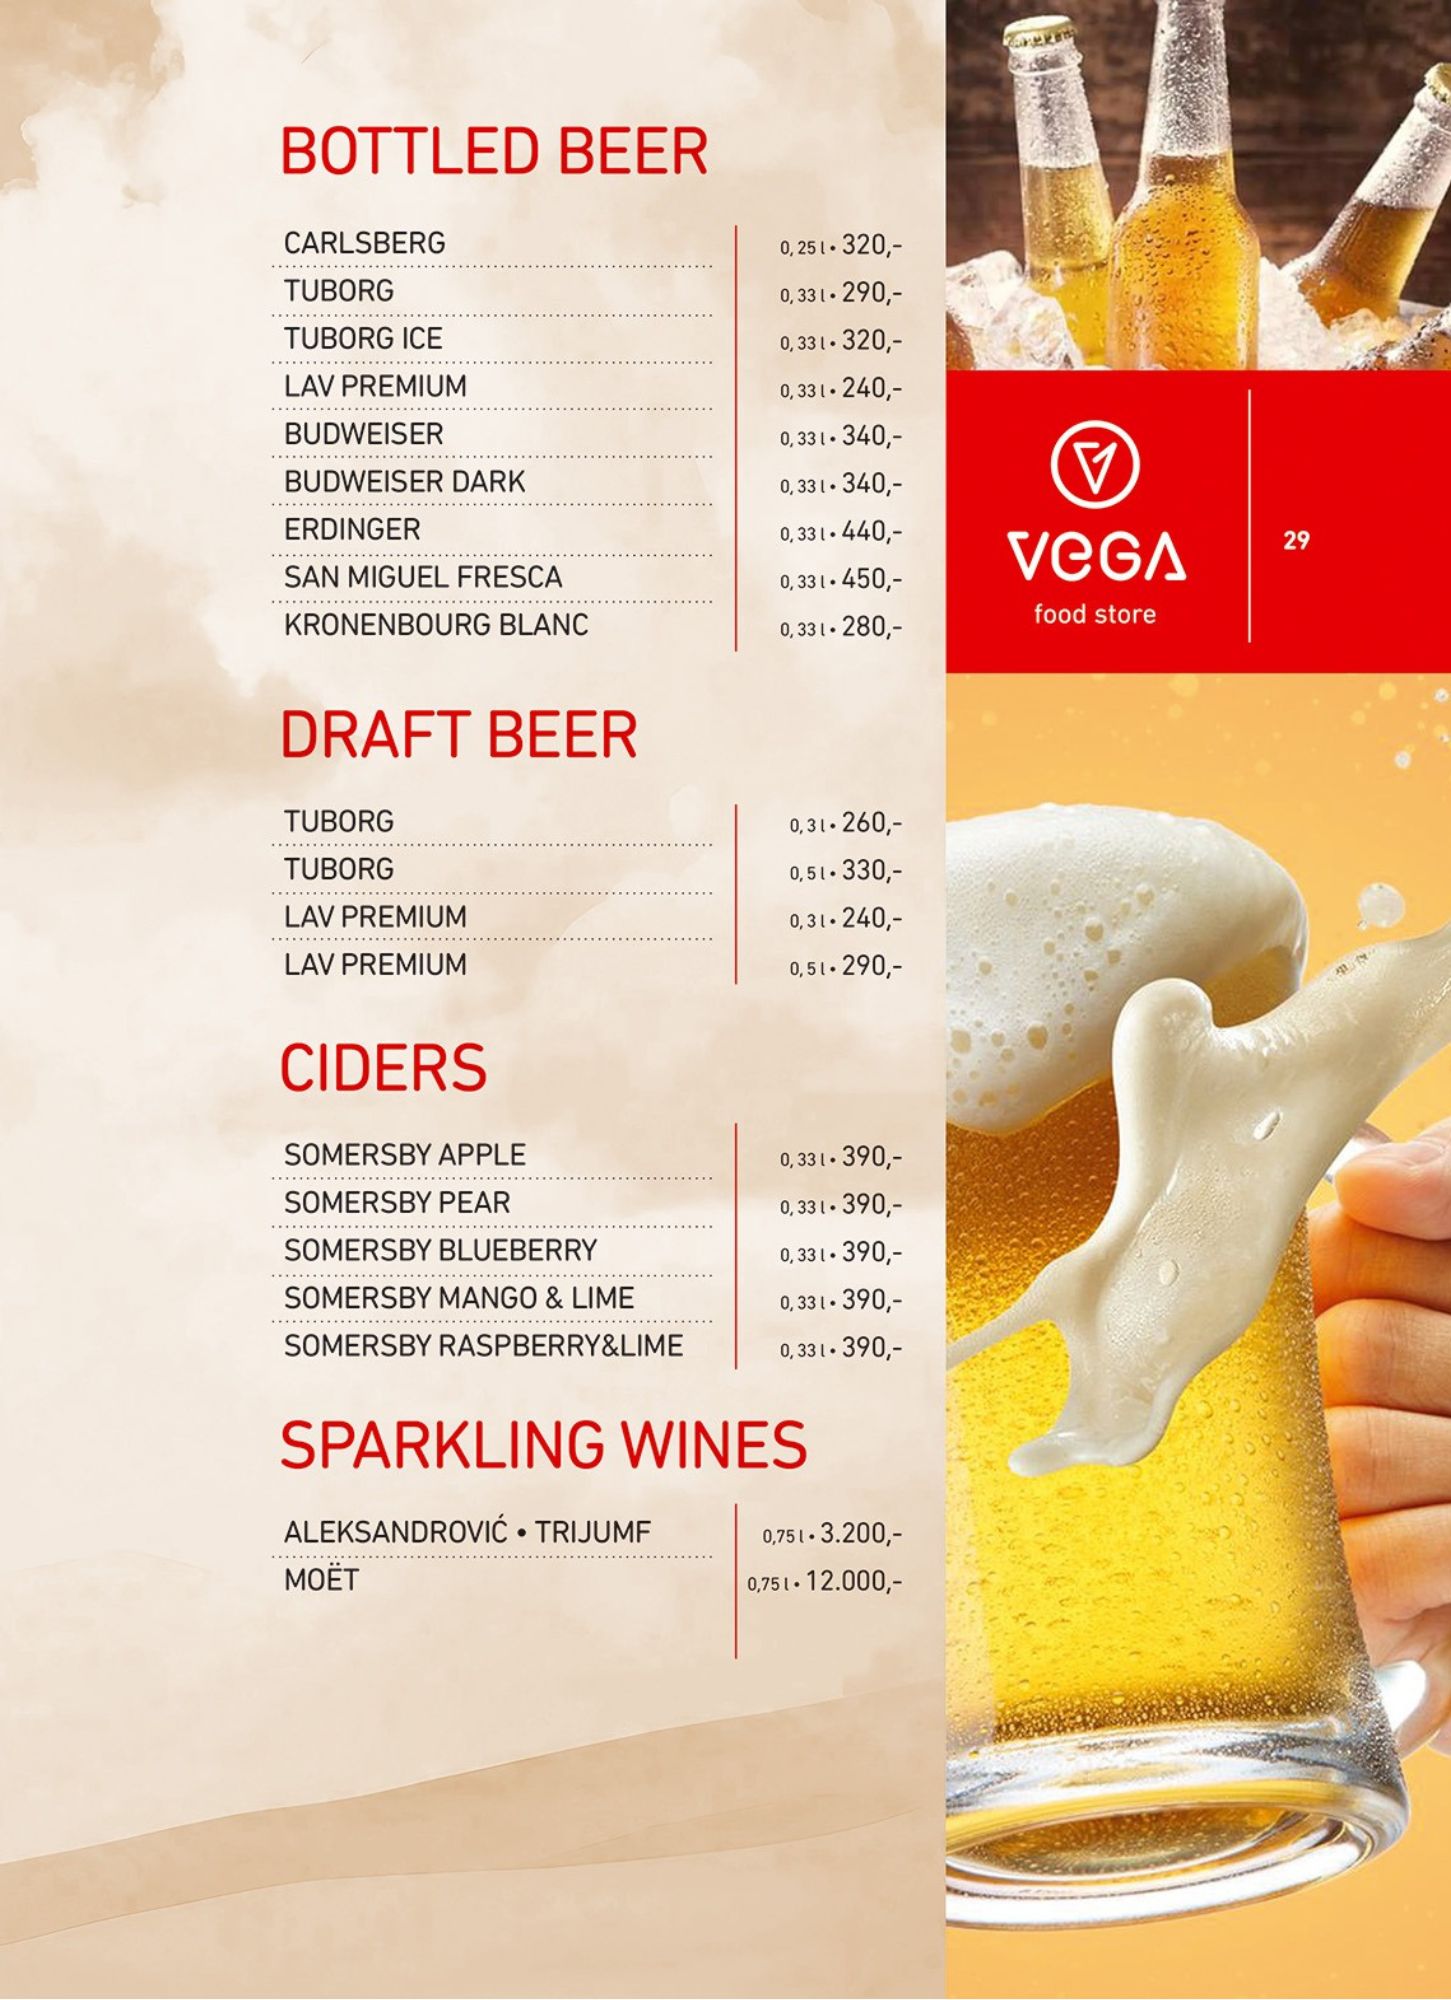 BOTTLED BEER
CARLSBERG 0,25 l • 320,-
TUBORG 0,33 l • 290,-
TUBORG ICE 0,33 l • 320,-
LAV PREMIUM 0,33 l • 240,-
BUDWEISER 0,33 l • 340,-
BUDWEISER DARK 0,33 l • 340,-
ERDINGER 0,33 l • 440,-
SAN MIGUEL FRESCA 0,33 l • 450,-
KRONENBOURG BLANC 0,33 l • 280,-
DRAFT BEER
TUBORG 0,3 l • 260,-
TUBORG 0,5 l • 330,-
LAV PREMIUM 0,3 l • 240,-
LAV PREMIUM 0,5 l • 290,-
CIDERS
SOMERSBY APPLE 0,33 l • 390,-
SOMERSBY PEAR 0,33 l • 390,-
SOMERSBY BLUEBERRY 0,33 l • 390,-
SOMERSBY MANGO & LIME 0,33 l • 390,-
SOMERSBY RASPBERRY&LIME 0,33 l • 390,-
SPARKLING WINES
ALEKSANDROVIĆ • TRIJUMF 0,75 l • 3.200,-
MOËT 0,75 l • 12.000,-
VeGA
food store
29